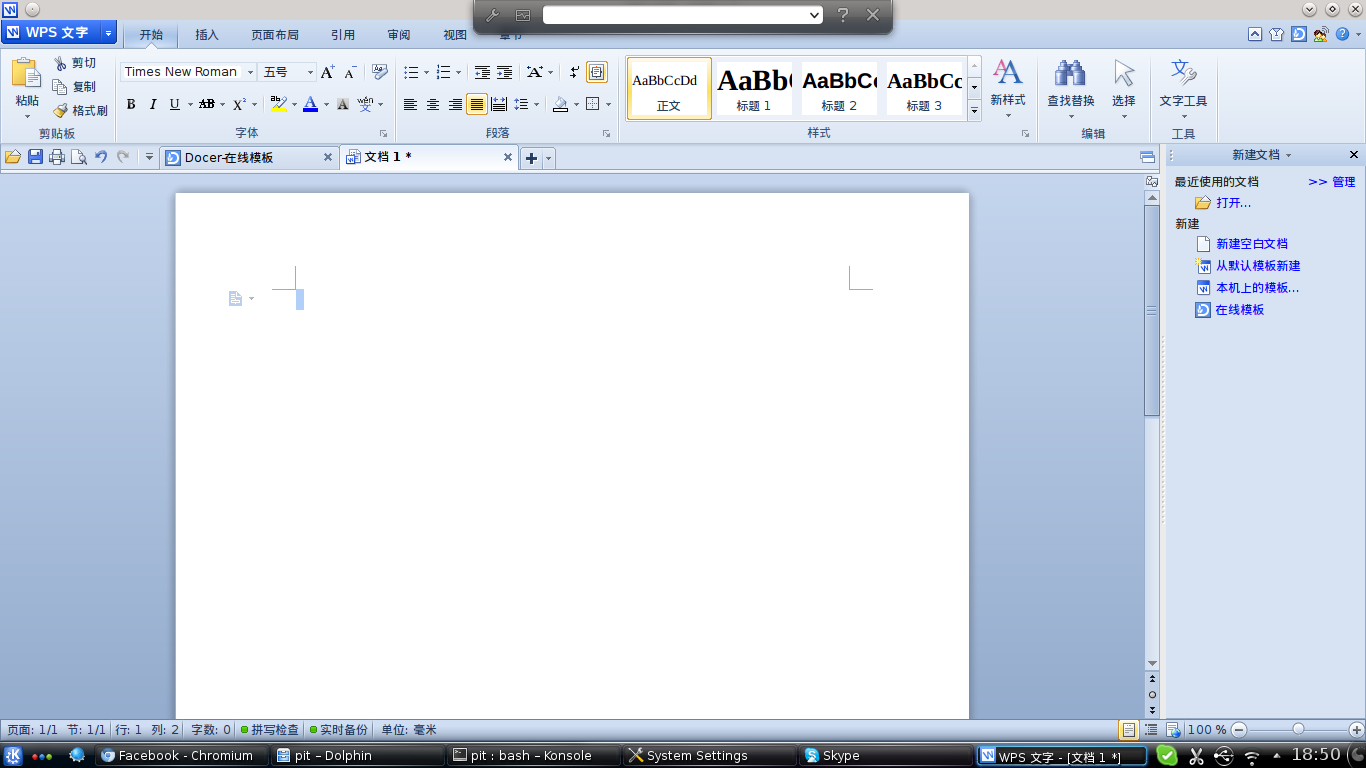 WPS 文字
开始 插入 页面布局 引用 审阅 视图
剪切
复制
粘贴 格式刷
剪贴板
Times New Roman 五号
B I U AB X² ab A A wén
字体
段落
AaBbCcDd AaBb AaBbC AaBbCc
正文 标题 1 标题 2 标题 3
样式
新样式
查找替换 选择
编辑
文字工具
工具
Docer-在线模板 文档 1 *
新建文档
最近使用的文档 >> 管理
打开...
新建
新建空白文档
从默认模板新建
本机上的模板...
在线模板
页面: 1/1 节: 1/1 行: 1 列: 2 字数: 0 拼写检查 实时备份 单位: 毫米 100 %
Facebook - Chromium pit – Dolphin pit : bash – Konsole System Settings Skype WPS 文字 - [文档 1 *] 18:50